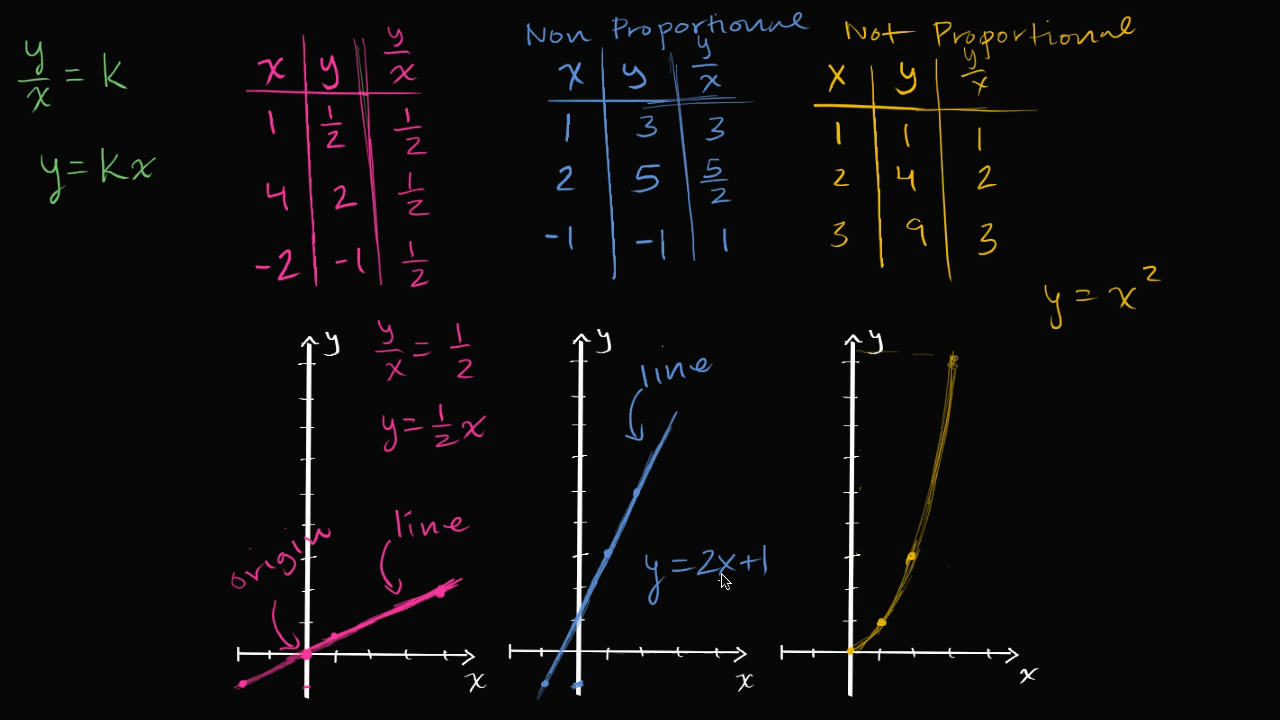 y/x = k
y = kx
x y y/x
1 1/2 1/2
4 2 1/2
-2 -1 1/2
Non Proportional
x y y/x
1 3 3
2 5 5/2
-1 -1 1
Not Proportional
x y y/x
1 1 1
2 4 2
3 9 3
y = x²
y
y/x = 1/2
y = 1/2 x
origin
line
x
y
line
y = 2x+1
x
y
x